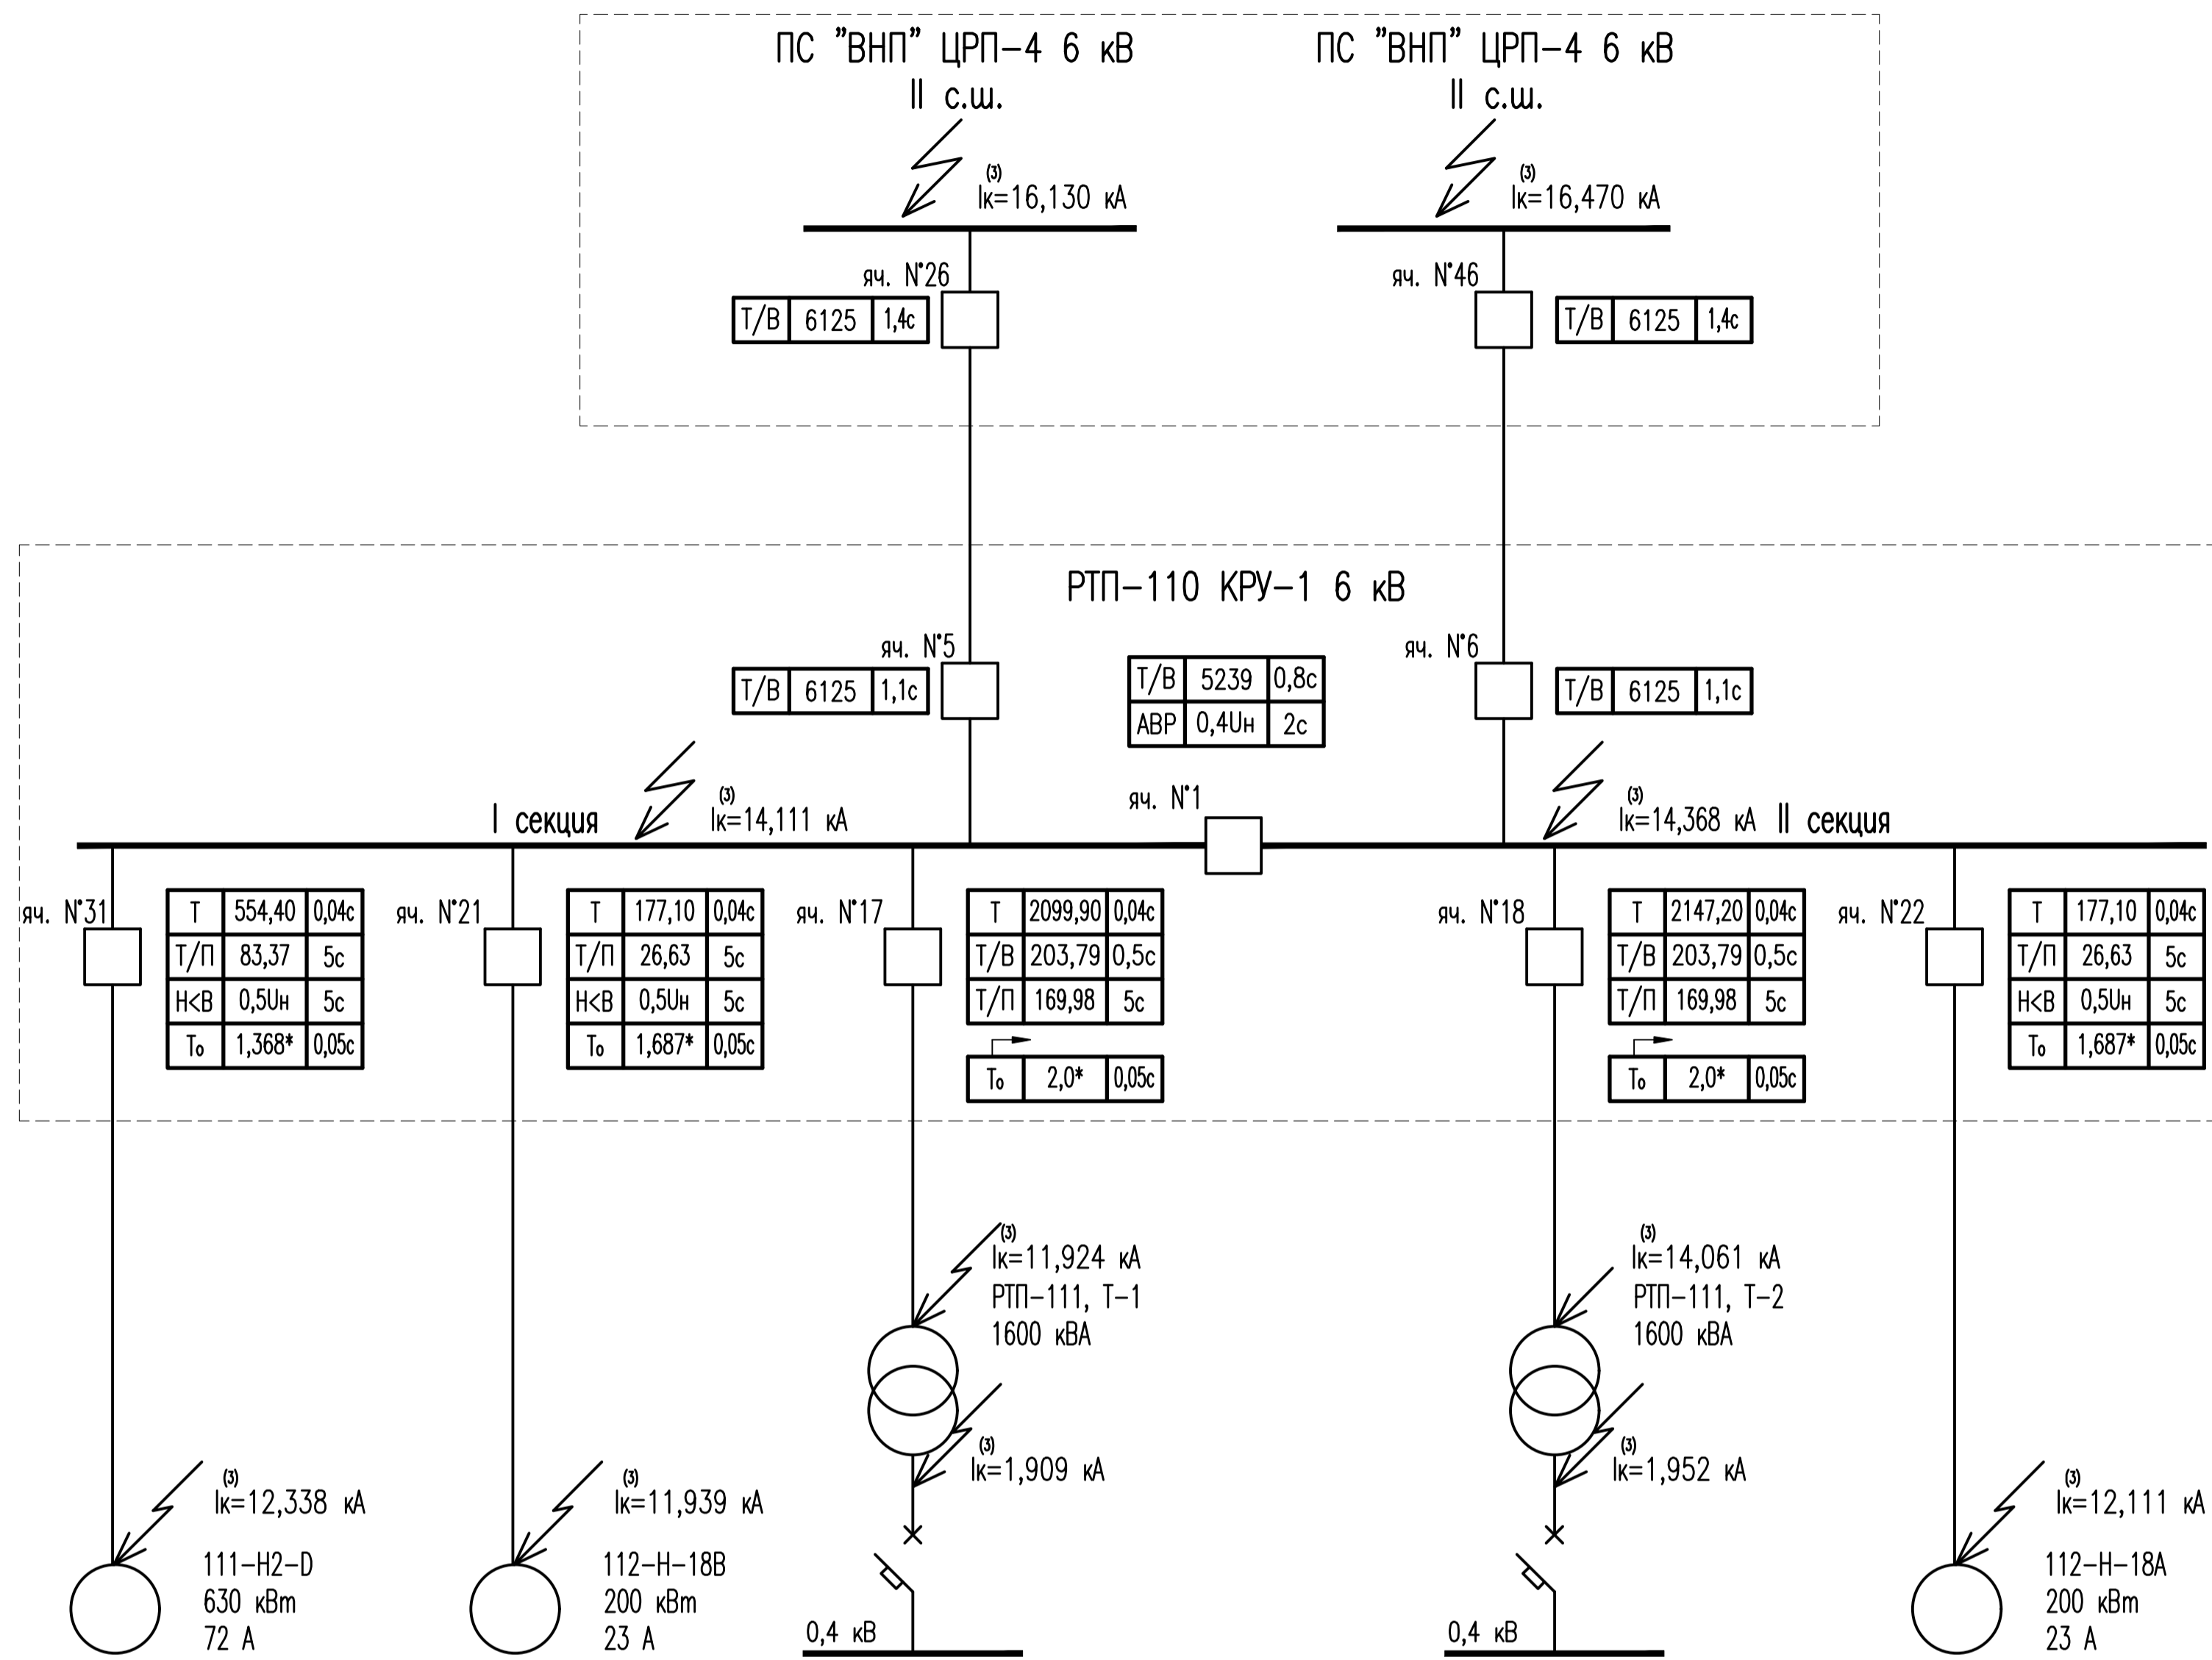 ПС "ВНП" ЦРП-4 6 кВ
II с.ш.
ПС "ВНП" ЦРП-4 6 кВ
II с.ш.
(3)
Iк=16,130 кА
(3)
Iк=16,470 кА
яч. N°26
Т/В 6125 1,4с
яч. N°46
Т/В 6125 1,4с
РТП-110 КРУ-1 6 кВ
яч. N°5
Т/В 6125 1,1с
Т/В 5239 0,8с
АВР 0,4Uн 2с
яч. N°6
Т/В 6125 1,1с
I секция
(3)
Iк=14,111 кА
яч. N°1
(3)
Iк=14,368 кА
II секция
яч. N°31
Т 554,40 0,04с
Т/П 83,37 5с
Н<В 0,5Uн 5с
То 1,368* 0,05с
яч. N°21
Т 177,10 0,04с
Т/П 26,63 5с
Н<В 0,5Uн 5с
То 1,687* 0,05с
яч. N°17
Т 2099,90 0,04с
Т/В 203,79 0,5с
Т/П 169,98 5с
То 2,0* 0,05с
яч. N°18
Т 2147,20 0,04с
Т/В 203,79 0,5с
Т/П 169,98 5с
То 2,0* 0,05с
яч. N°22
Т 177,10 0,04с
Т/П 26,63 5с
Н<В 0,5Uн 5с
То 1,687* 0,05с
(3)
Iк=11,924 кА
РТП-111, Т-1
1600 кВА
(3)
Iк=14,061 кА
РТП-111, Т-2
1600 кВА
(3)
Iк=1,909 кА
(3)
Iк=1,952 кА
(3)
Iк=12,338 кА
111-Н2-D
630 кВт
72 А
(3)
Iк=11,939 кА
112-Н-18В
200 кВт
23 А
0,4 кВ
0,4 кВ
(3)
Iк=12,111 кА
112-Н-18А
200 кВт
23 А